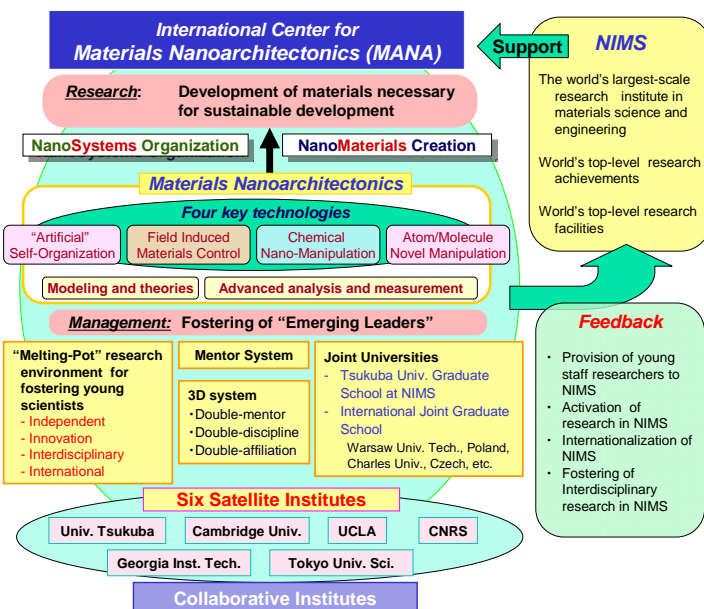 International Center for
Materials Nanoarchitectonics (MANA)
Support
NIMS
The world's largest-scale
research institute in
materials science and
engineering
World's top-level research
achievements
World's top-level research
facilities
Research: Development of materials necessary
for sustainable development
NanoSystems Organization
NanoMaterials Creation
Materials Nanoarchitectonics
Four key technologies
"Artificial"
Self-Organization
Field Induced
Materials Control
Chemical
Nano-Manipulation
Atom/Molecule
Novel Manipulation
Modeling and theories
Advanced analysis and measurement
Management: Fostering of "Emerging Leaders"
Feedback
・ Provision of young
staff researchers to
NIMS
・ Activation of
research in NIMS
・ Internationalization of
NIMS
・ Fostering of
Interdisciplinary
research in NIMS
"Melting-Pot" research
environment for
fostering young
scientists
- Independent
- Innovation
- Interdisciplinary
- International
Mentor System
3D system
・Double-mentor
・Double-discipline
・Double-affiliation
Joint Universities
- Tsukuba Univ. Graduate
School at NIMS
- International Joint Graduate
School
Warsaw Univ. Tech., Poland,
Charles Univ., Czech, etc.
Six Satellite Institutes
Univ. Tsukuba
Cambridge Univ.
UCLA
CNRS
Georgia Inst. Tech.
Tokyo Univ. Sci.
Collaborative Institutes